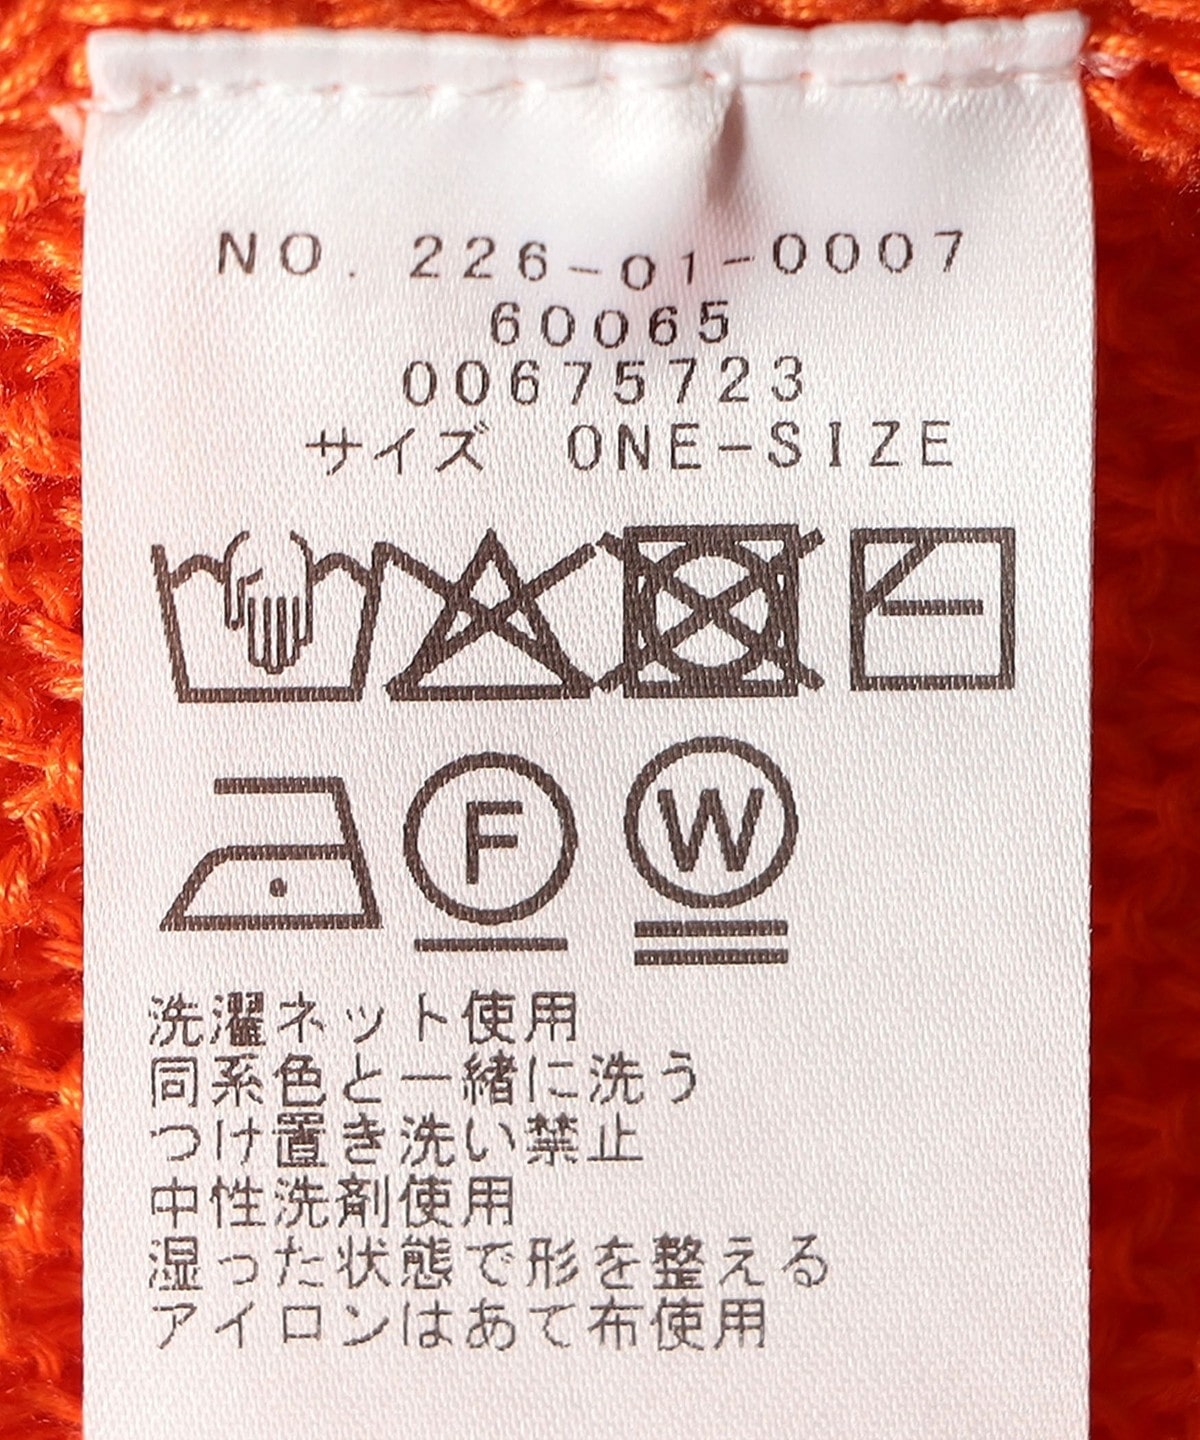 NO. 226-01-0007
60065
00675723
サイズ ONE-SIZE
F
W
洗濯ネット使用
同系色と一緒に洗う
つけ置き洗い禁止
中性洗剤使用
湿った状態で形を整える
アイロンはあて布使用